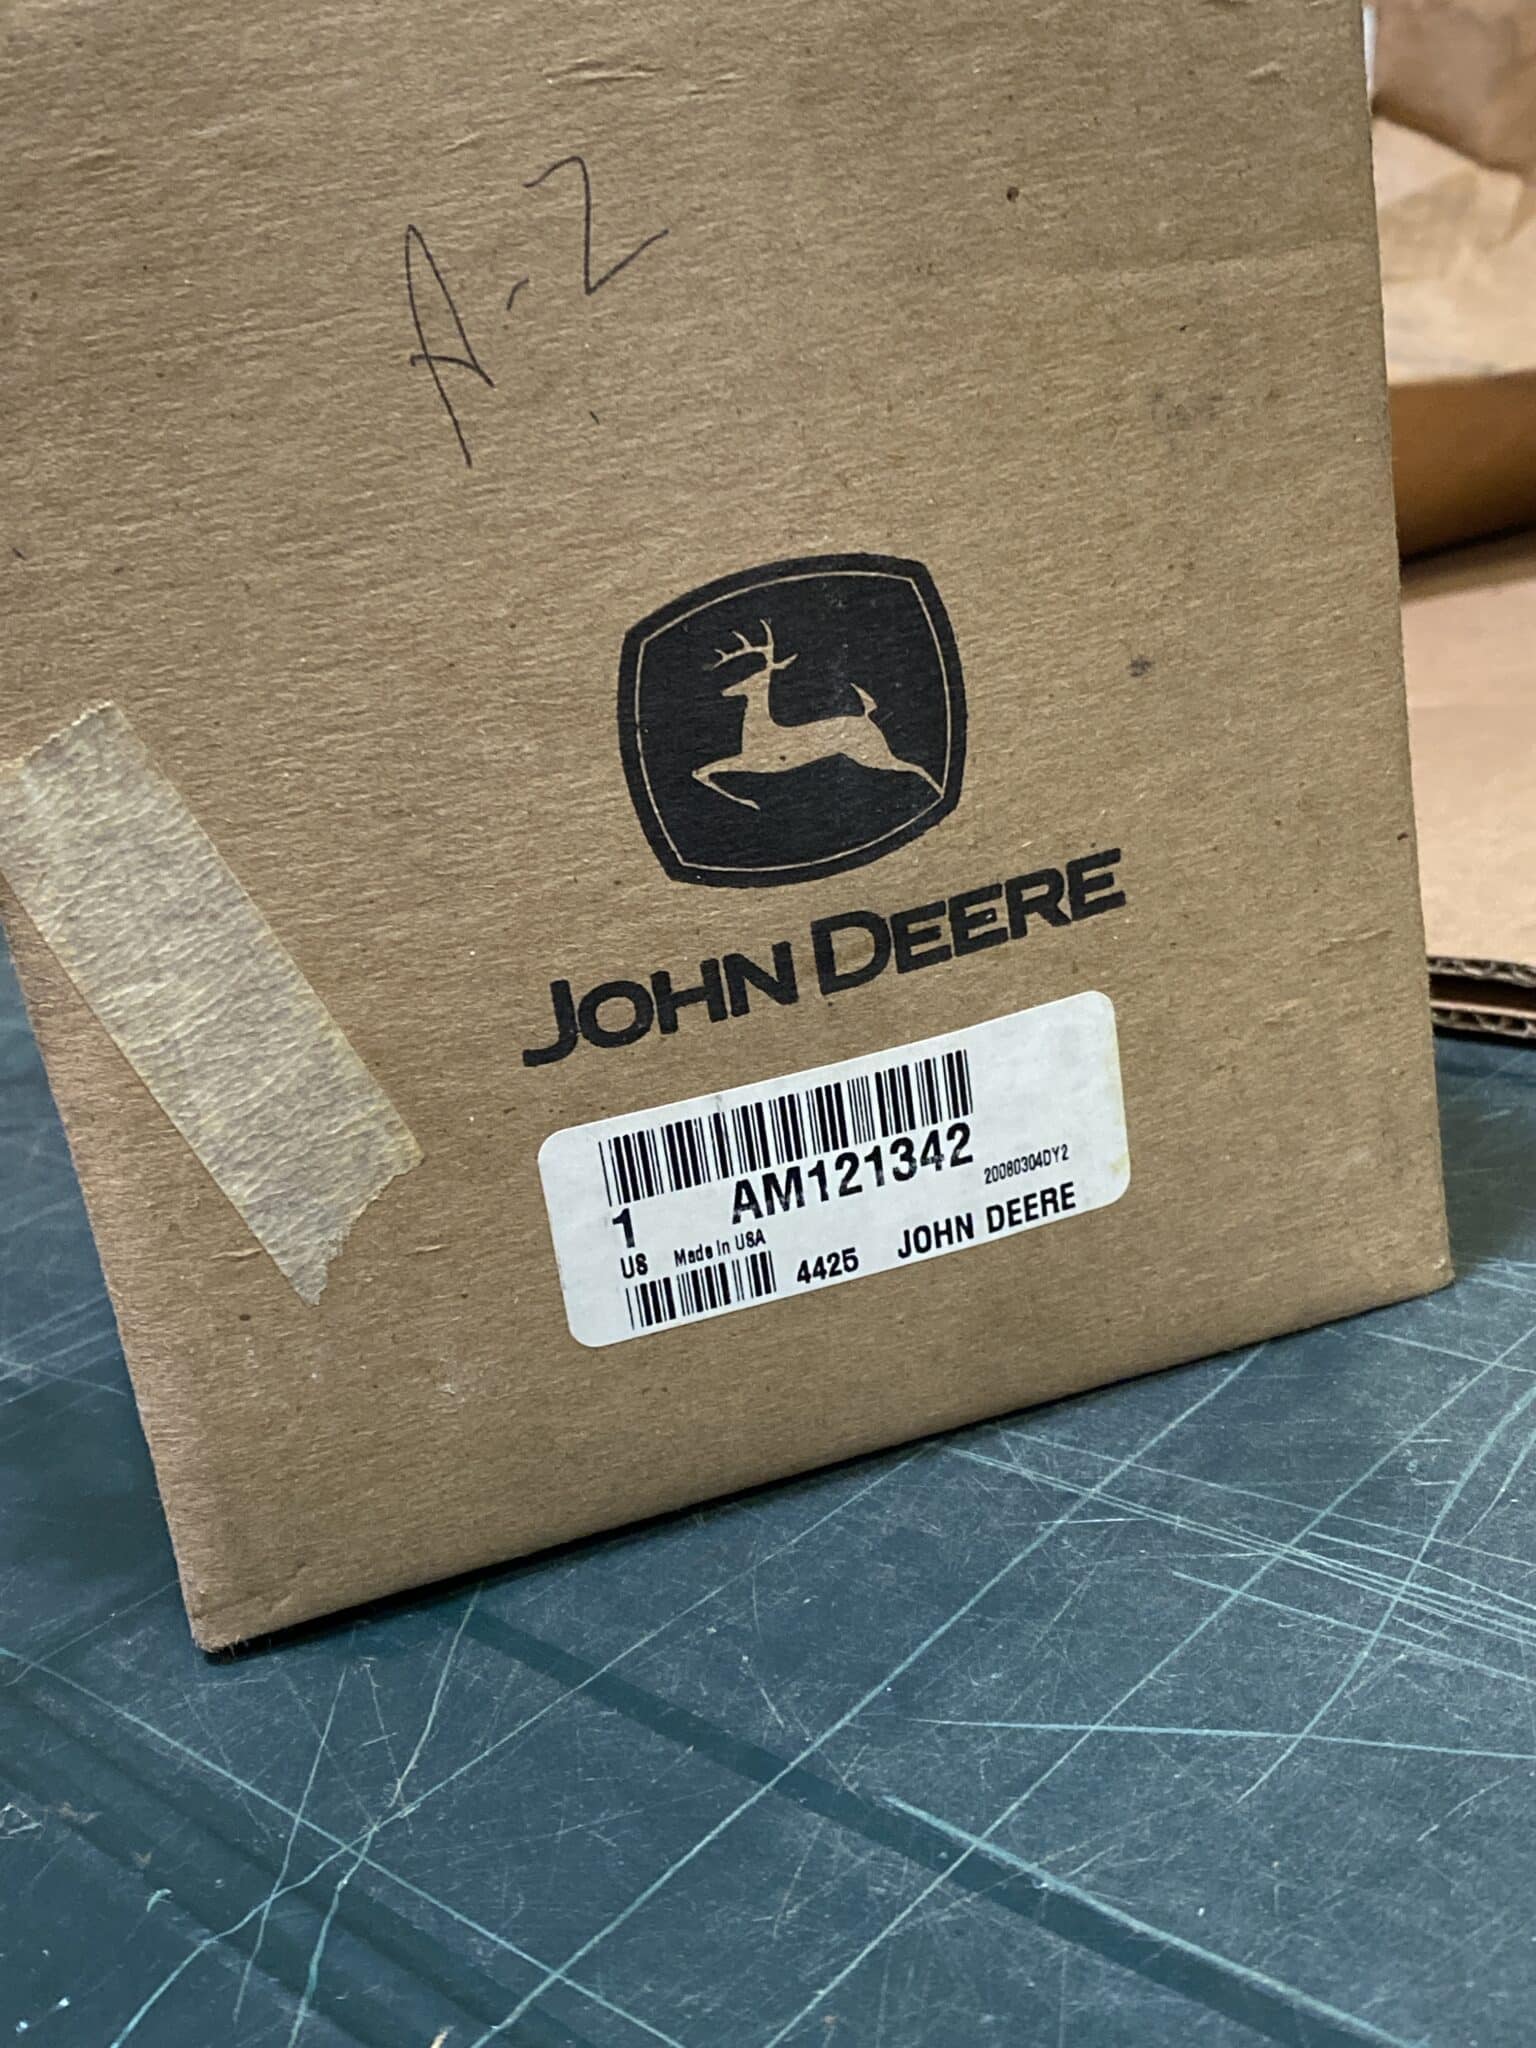 A-2
JOHN DEERE
AM121342
1
20080304DY2
US Made In USA
4425 JOHN DEERE